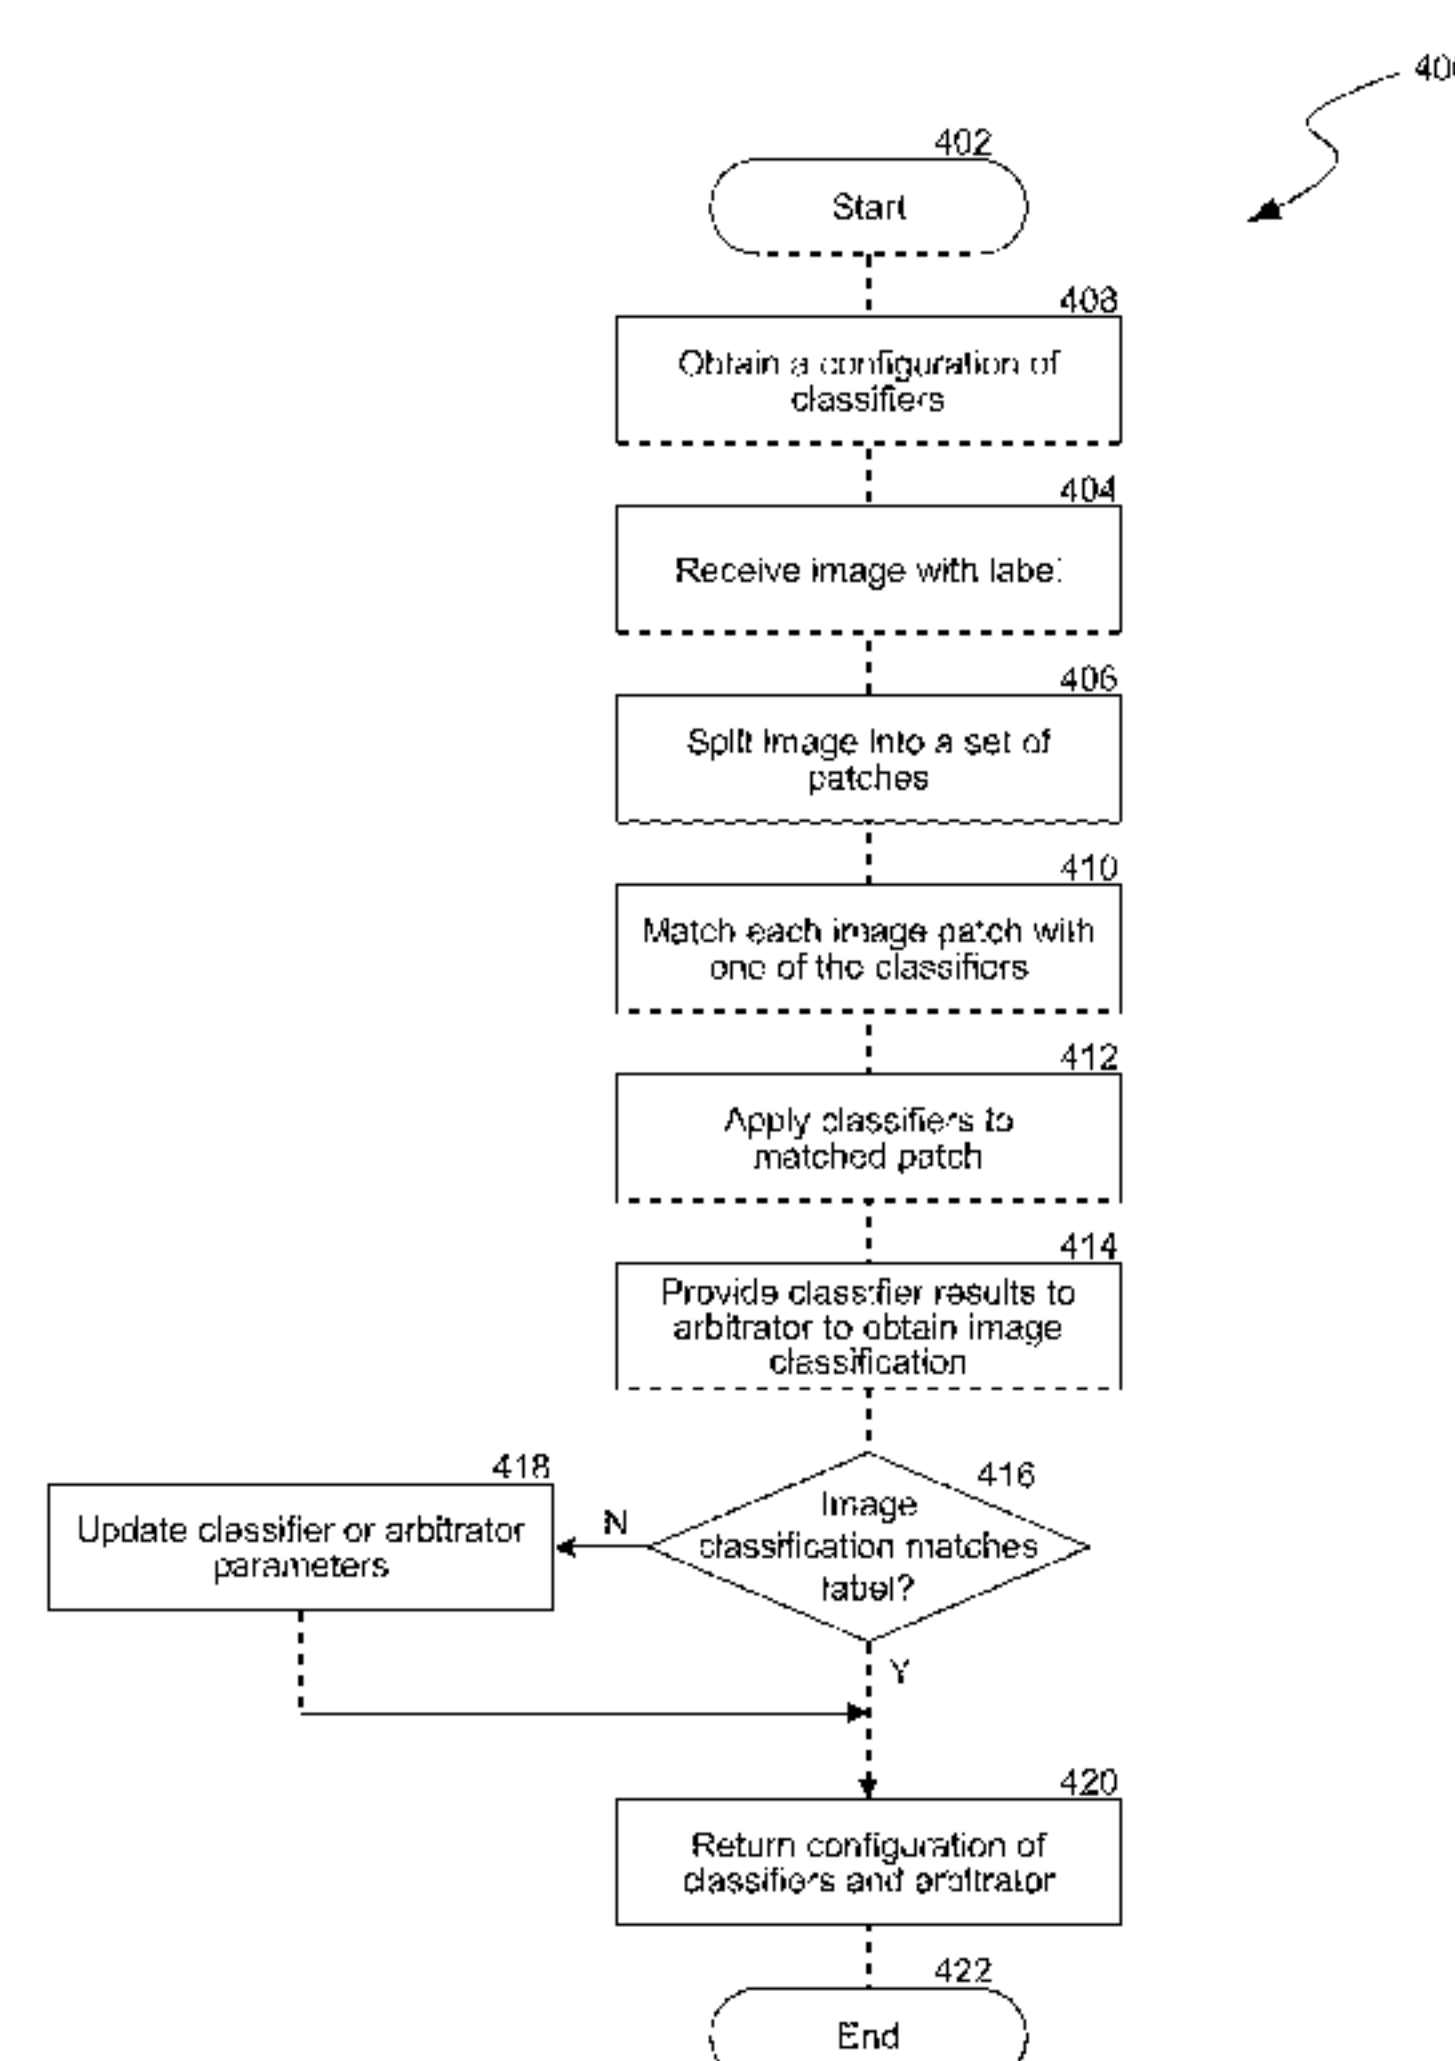 402
Start
408
Obtain a configuration of
classifiers
404
Receive image with label
406
Split image into a set of
patches
410
Match each image patch with
one of the classifiers
412
Apply classifiers to
matched patch
414
Provide classifier results to
arbitrator to obtain image
classification
416
Image
classification matches
label?
N
418
Update classifier or arbitrator
parameters
Y
420
Return configuration of
classifiers and arbitrator
422
End